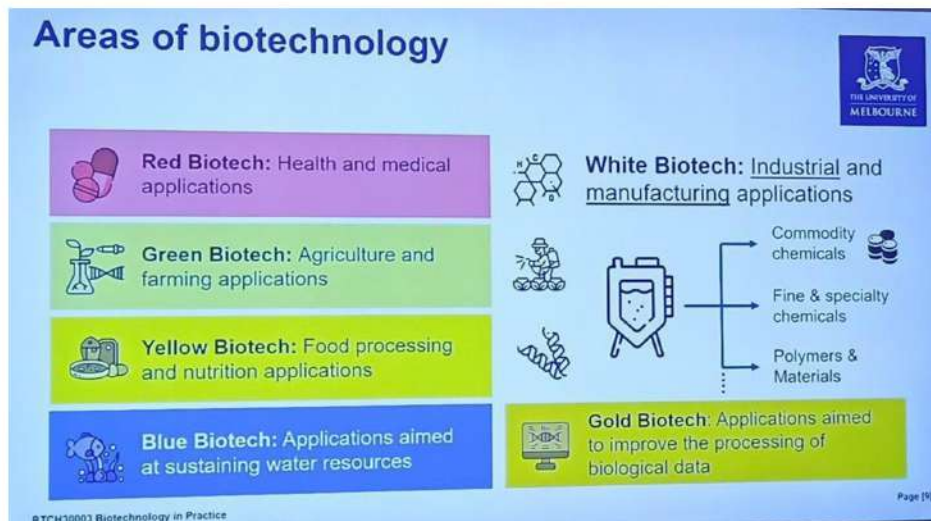 Areas of biotechnology
THE UNIVERSITY OF
MELBOURNE
Red Biotech: Health and medical
applications
Green Biotech: Agriculture and
farming applications
Yellow Biotech: Food processing
and nutrition applications
Blue Biotech: Applications aimed
at sustaining water resources
White Biotech: Industrial and
manufacturing applications
Commodity
chemicals
Fine & specialty
chemicals
Polymers &
Materials
Gold Biotech: Applications aimed
to improve the processing of
biological data
Page [9]
Biotechnology in Practice